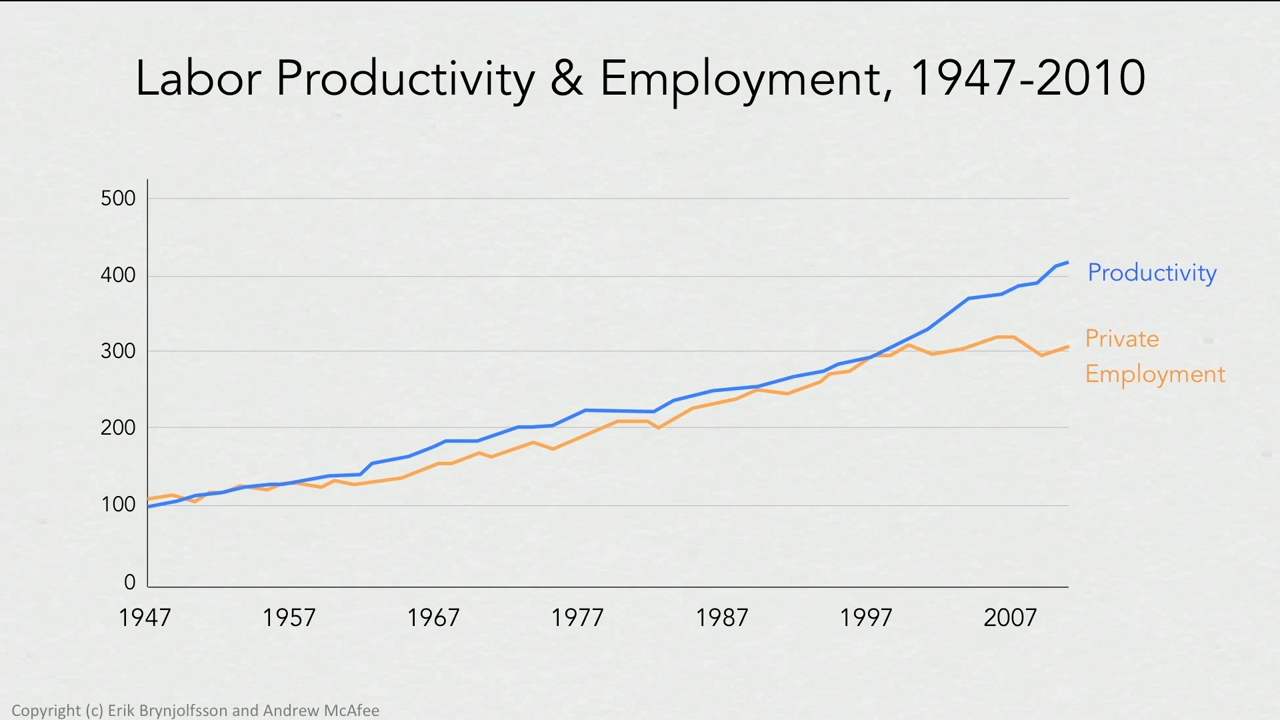 Labor Productivity & Employment, 1947-2010
500
400
300
200
100
0
Productivity
Private
Employment
1947 1957 1967 1977 1987 1997 2007
Copyright (c) Erik Brynjolfsson and Andrew McAfee